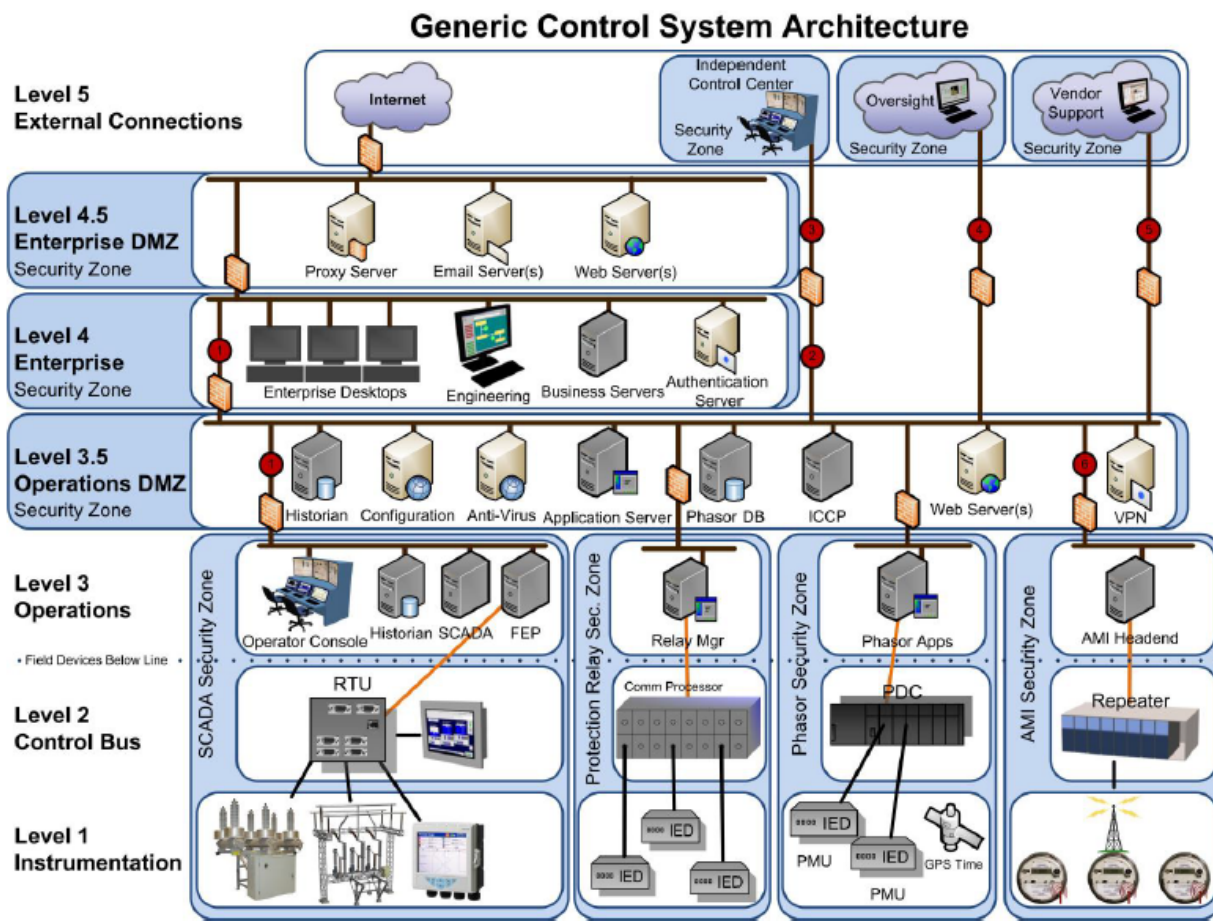 Generic Control System Architecture
Level 5
External Connections
Internet
Independent
Control Center
Security
Zone
Oversight
Security Zone
Vendor
Support
Security Zone
Level 4.5
Enterprise DMZ
Security Zone
Proxy Server
Email Server(s)
Web Server(s)
3
4
5
Level 4
Enterprise
Security Zone
1
Enterprise Desktops
Engineering
Business Servers
Authentication
Server
2
Level 3.5
Operations DMZ
Security Zone
1
Historian
Configuration
Anti-Virus
Application Server
Phasor DB
ICCP
Web Server(s)
6
VPN
Level 3
Operations
SCADA Security Zone
Operator Console
Historian
SCADA
FEP
Protection Relay Sec. Zone
Relay Mgr
Phasor Security Zone
Phasor Apps
AMI Security Zone
AMI Headend
• Field Devices Below Line
Level 2
Control Bus
RTU
Comm Processor
PDC
Repeater
Level 1
Instrumentation
IED
IED
IED
IED
PMU
IED
PMU
GPS Time